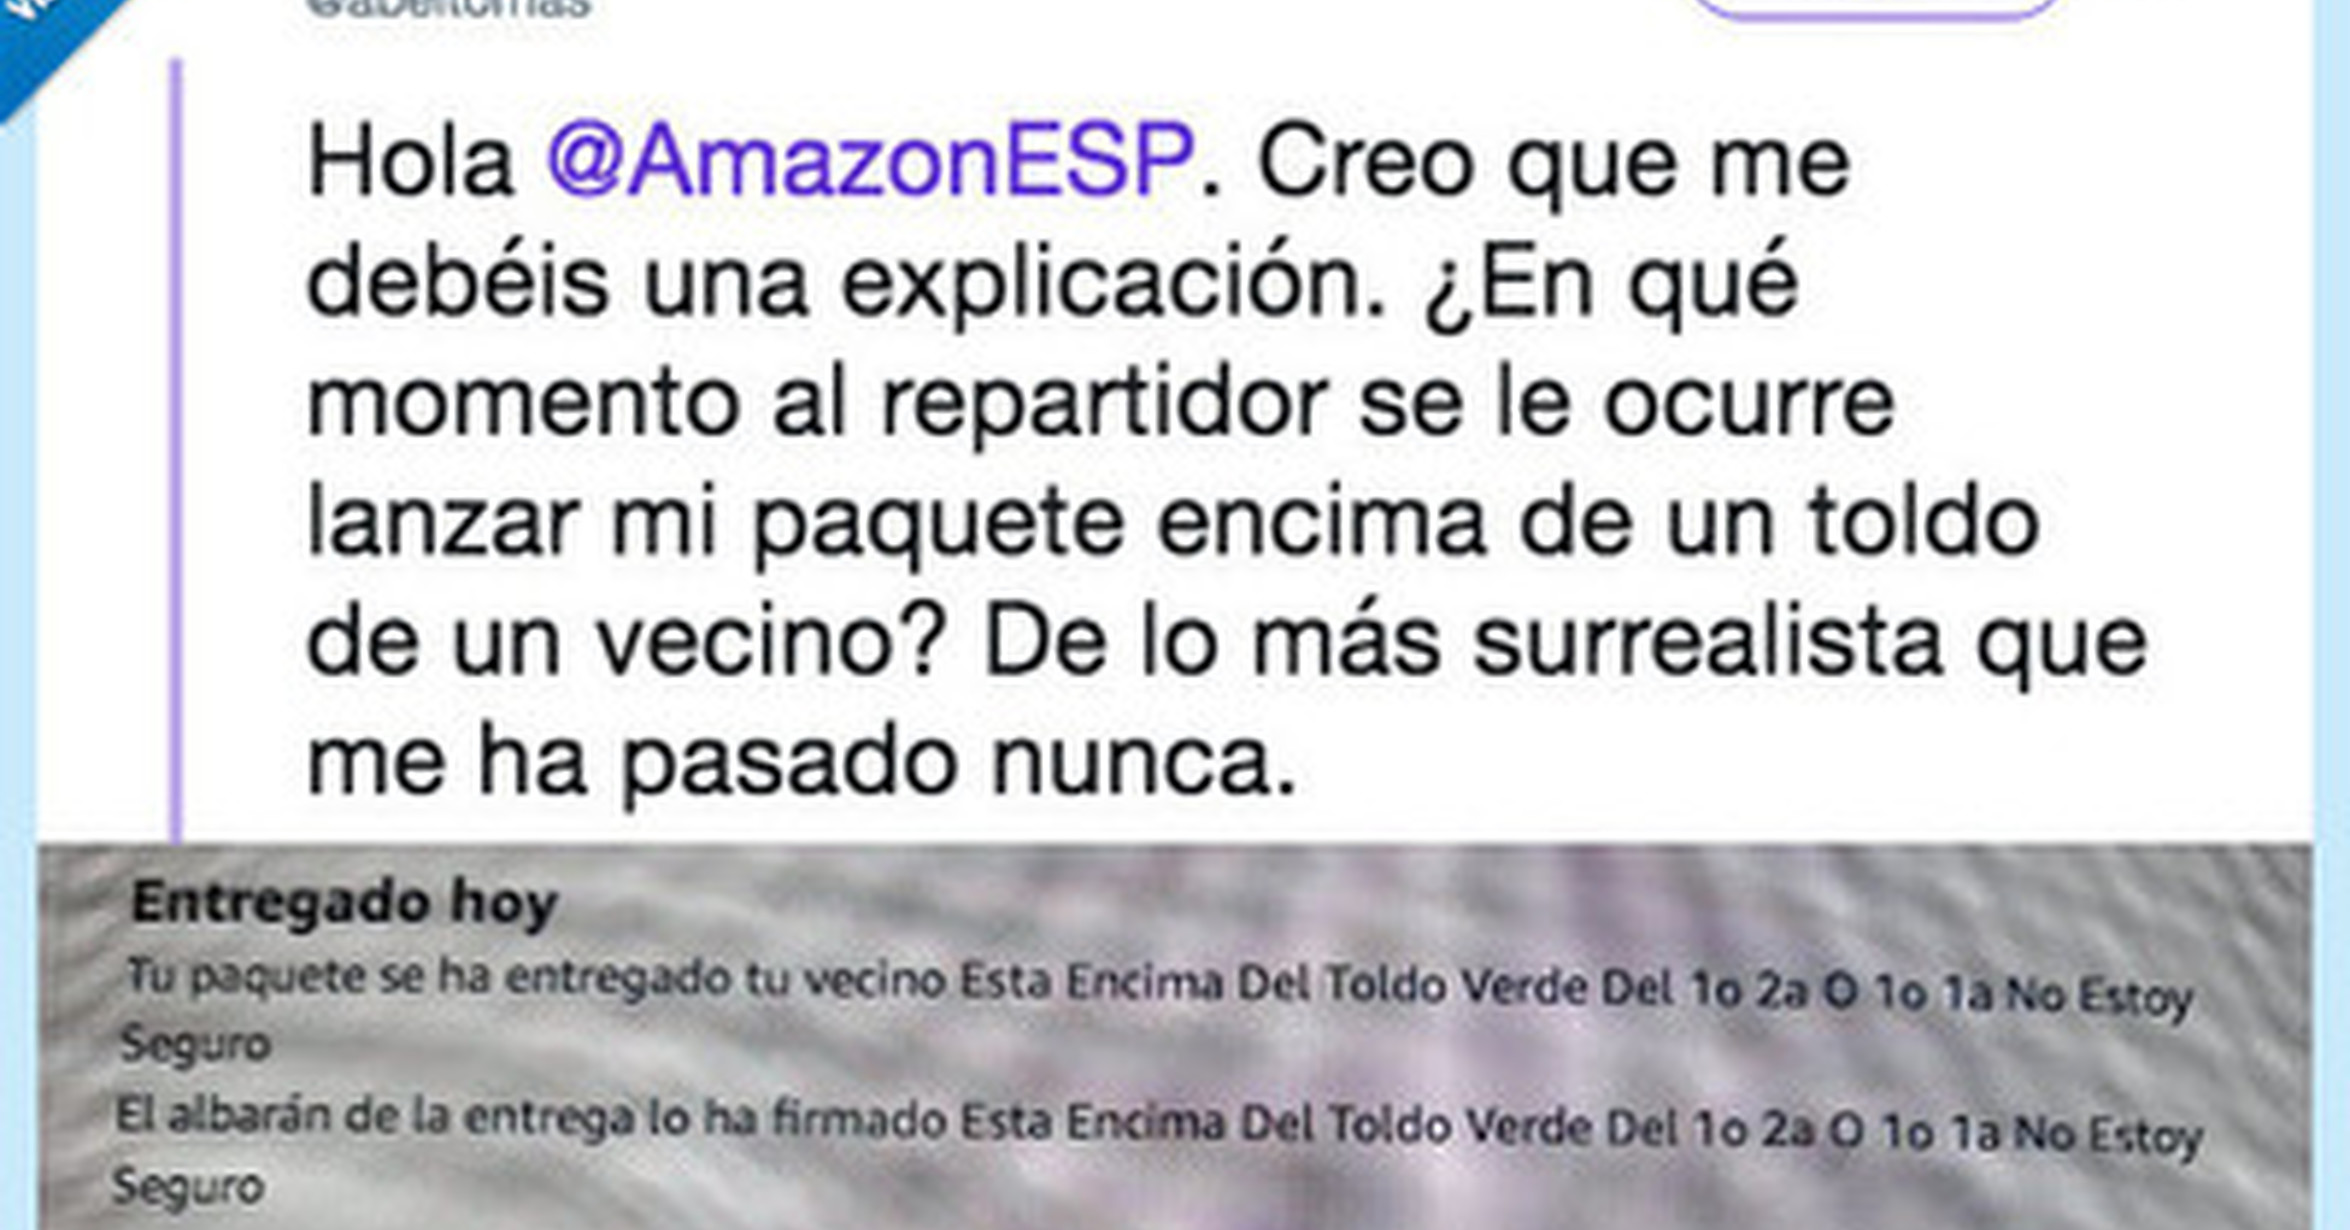 Hola @AmazonESP. Creo que me
debéis una explicación. ¿En qué
momento al repartidor se le ocurre
lanzar mi paquete encima de un toldo
de un vecino? De lo más surrealista que
me ha pasado nunca.
Entregado hoy
Tu paquete se ha entregado tu vecino Esta Encima Del Toldo Verde Del 1o 2a O 1o 1a No Estoy
Seguro
El albarán de la entrega lo ha firmado Esta Encima Del Toldo Verde Del 1o 2a O 1o 1a No Estoy
Seguro